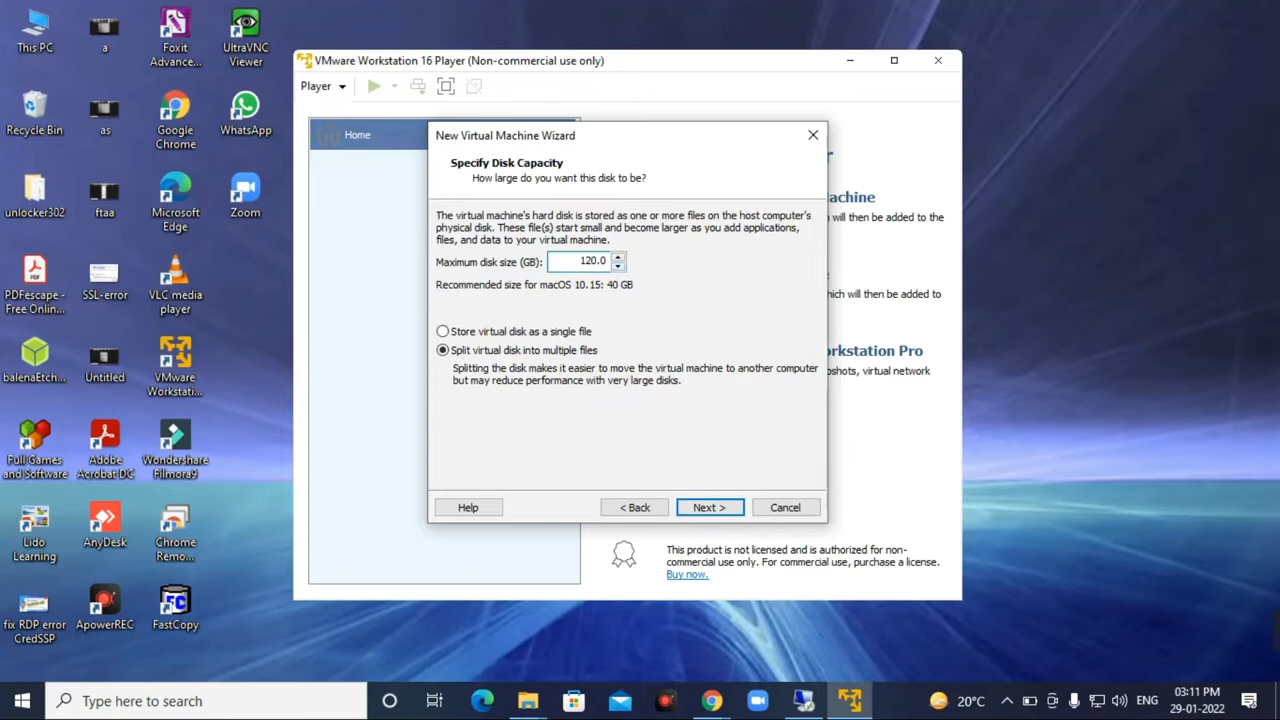 This PC
a
Foxit
Advance...
UltraVNC
Viewer
Recycle Bin
as
Google
Chrome
WhatsApp
unlocker302
ftaa
Microsoft
Edge
Zoom
PDFescape -
Free Onlin...
SSL-error
VLC media
player
balenaEtch...
Untitled
VMware
Workstati...
Full Games
and Software
Adobe
Acrobat DC
Wondershare
Filmora9
Lido
Learning
AnyDesk
Chrome
Remo...
fix RDP error
CredSSP
ApowerREC
FastCopy
VMware Workstation 16 Player (Non-commercial use only)
Player
Home
New Virtual Machine Wizard
Specify Disk Capacity
How large do you want this disk to be?
The virtual machine's hard disk is stored as one or more files on the host computer's
physical disk. These file(s) start small and become larger as you add applications,
files, and data to your virtual machine.
Maximum disk size (GB): 120.0
Recommended size for macOS 10.15: 40 GB
Store virtual disk as a single file
Split virtual disk into multiple files
Splitting the disk makes it easier to move the virtual machine to another computer
but may reduce performance with very large disks.
Help
< Back
Next >
Cancel
r
achine
will then be added to the
e
hich will then be added to
orkstation Pro
pshots, virtual network
This product is not licensed and is authorized for non-
commercial use only. For commercial use, purchase a license.
Buy now.
Type here to search
20°C
ENG
03:11 PM
29-01-2022